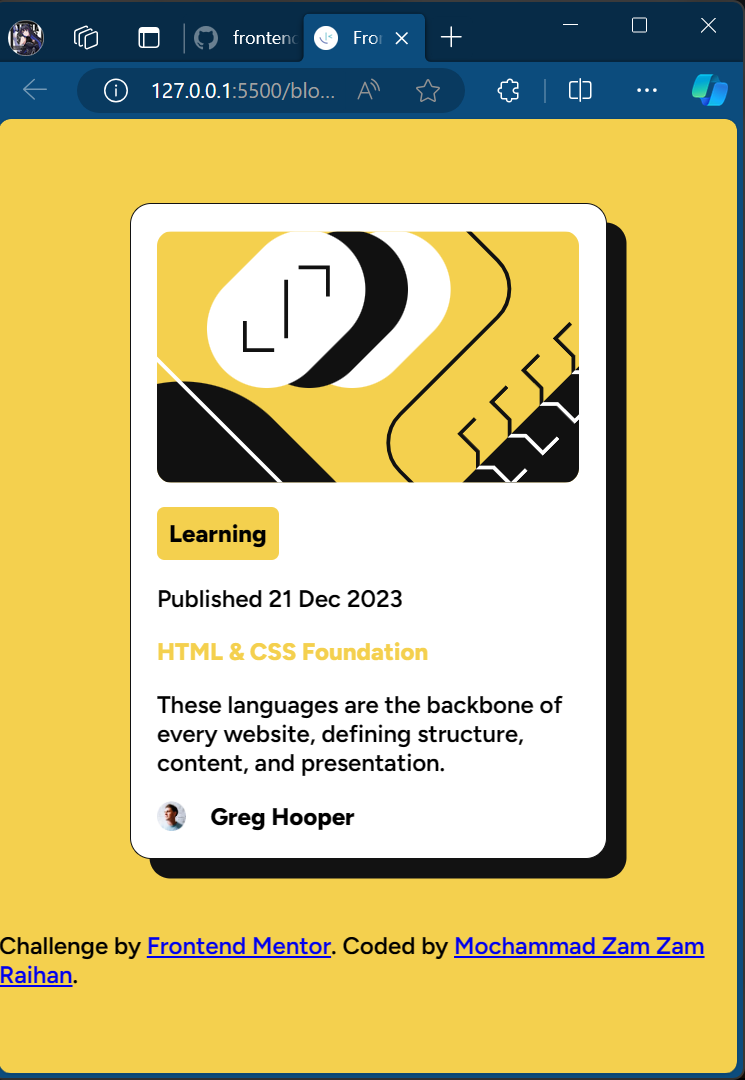 frontend
Fro
127.0.0.1:5500/blo...
Learning
Published 21 Dec 2023
HTML & CSS Foundation
These languages are the backbone of
every website, defining structure,
content, and presentation.
Greg Hooper
Challenge by Frontend Mentor. Coded by Mochammad Zam Zam
Raihan.